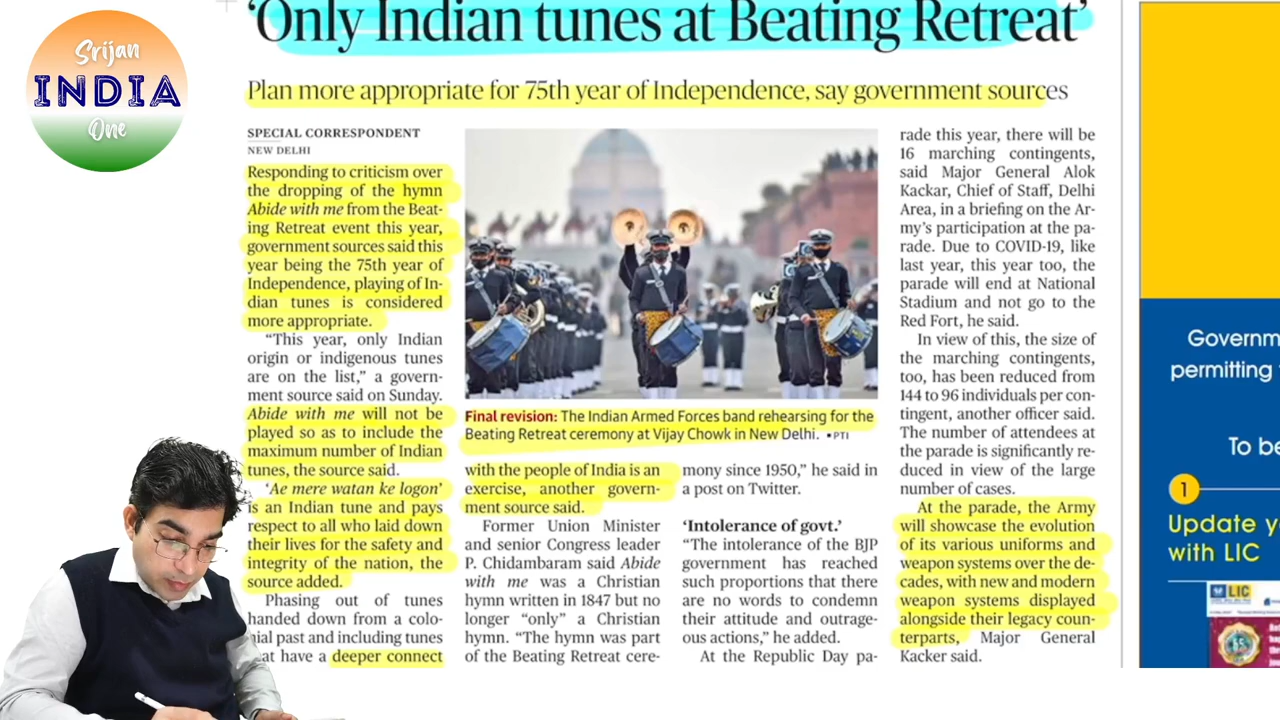 Srijan
INDIA
One
‘Only Indian tunes at Beating Retreat’
Plan more appropriate for 75th year of Independence, say government sources
SPECIAL CORRESPONDENT
NEW DELHI
Responding to criticism over
the dropping of the hymn
Abide with me from the Beat-
ing Retreat event this year,
government sources said this
year being the 75th year of
Independence, playing of In-
dian tunes is considered
more appropriate.
“This year, only Indian
origin or indigenous tunes
are on the list,” a govern-
ment source said on Sunday.
Abide with me will not be
played so as to include the
maximum number of Indian
tunes, the source said.
‘Ae mere watan ke logon’
is an Indian tune and pays
respect to all who laid down
their lives for the safety and
integrity of the nation, the
source added.
Phasing out of tunes
handed down from a colo-
nial past and including tunes
at have a deeper connect
Final revision: The Indian Armed Forces band rehearsing for the
Beating Retreat ceremony at Vijay Chowk in New Delhi. •PTI
with the people of India is an
exercise, another govern-
ment source said.
Former Union Minister
and senior Congress leader
P. Chidambaram said Abide
with me was a Christian
hymn written in 1847 but no
longer “only” a Christian
hymn. “The hymn was part
of the Beating Retreat cere-
mony since 1950,” he said in
a post on Twitter.
‘Intolerance of govt.’
“The intolerance of the BJP
government has reached
such proportions that there
are no words to condemn
their attitude and outrage-
ous actions,” he added.
At the Republic Day pa-
rade this year, there will be
16 marching contingents,
said Major General Alok
Kackar, Chief of Staff, Delhi
Area, in a briefing on the Ar-
my’s participation at the pa-
rade. Due to COVID-19, like
last year, this year too, the
parade will end at National
Stadium and not go to the
Red Fort, he said.
In view of this, the size of
the marching contingents,
too, has been reduced from
144 to 96 individuals per con-
tingent, another officer said.
The number of attendees at
the parade is significantly re-
duced in view of the large
number of cases.
At the parade, the Army
will showcase the evolution
of its various uniforms and
weapon systems over the de-
cades, with new and modern
weapon systems displayed
alongside their legacy coun-
terparts, Major General
Kacker said.
Governm
permitting
To be
1
Update y
with LIC
LIC